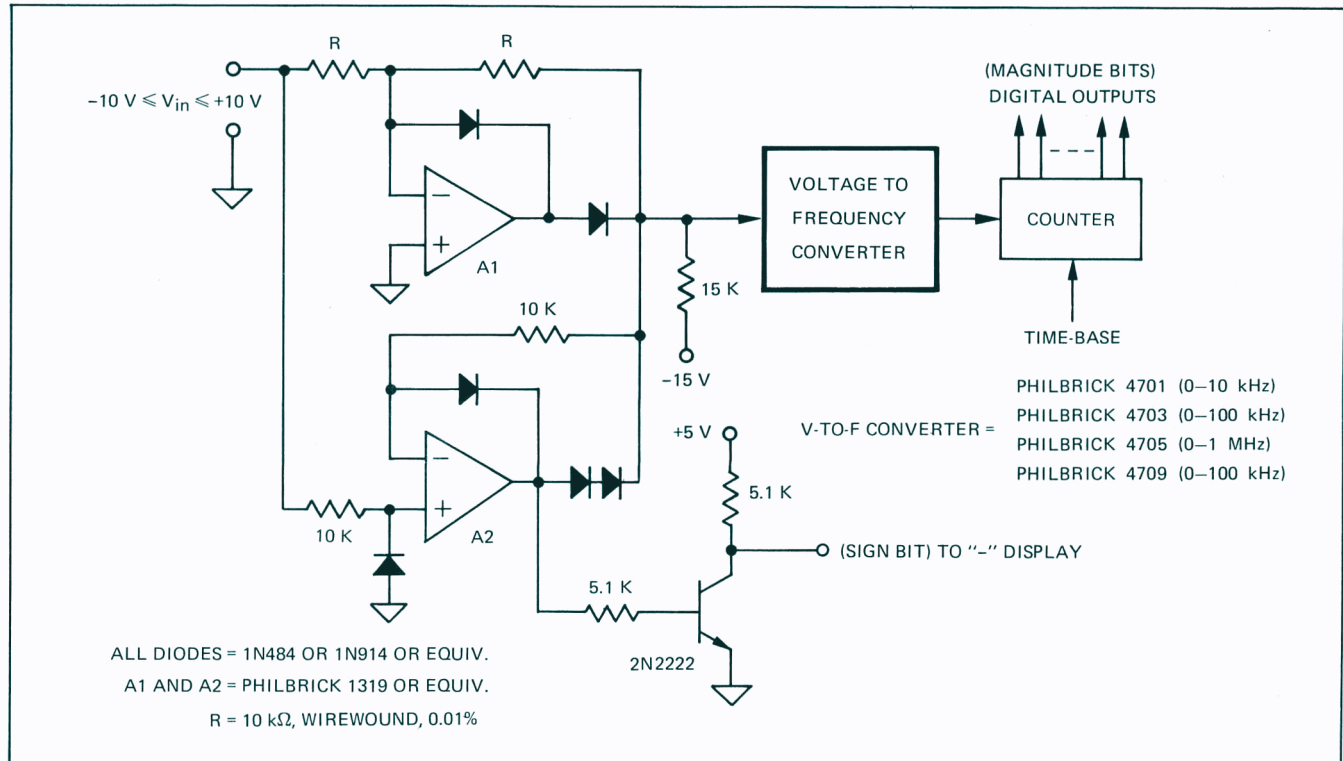 R
R
−10 V ⩽ Vin ⩽ +10 V
−
+
A1
VOLTAGE TO
FREQUENCY
CONVERTER
(MAGNITUDE BITS)
DIGITAL OUTPUTS
COUNTER
TIME-BASE
15 K
−15 V
10 K
−
+
A2
10 K
+5 V
5.1 K
V-TO-F CONVERTER =
PHILBRICK 4701 (0–10 kHz)
PHILBRICK 4703 (0–100 kHz)
PHILBRICK 4705 (0–1 MHz)
PHILBRICK 4709 (0–100 kHz)
(SIGN BIT) TO "–" DISPLAY
5.1 K
2N2222
ALL DIODES = 1N484 OR 1N914 OR EQUIV.
A1 AND A2 = PHILBRICK 1319 OR EQUIV.
R = 10 kΩ, WIREWOUND, 0.01%